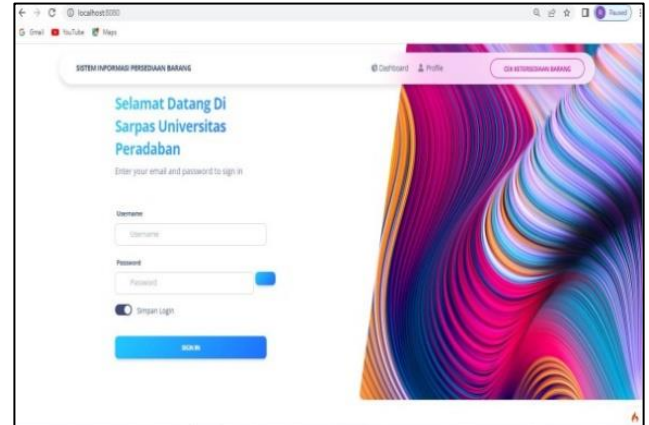 localhost:8080
Paused
Gmail
YouTube
Maps
SISTEM INFORMASI PERSEDIAAN BARANG
Dashboard
Profile
CEK KETERSEDIAAN BARANG
Selamat Datang Di
Sarpas Universitas
Peradaban
Enter your email and password to sign in
Username
Username
Password
Password
Simpan Login
SIGN IN